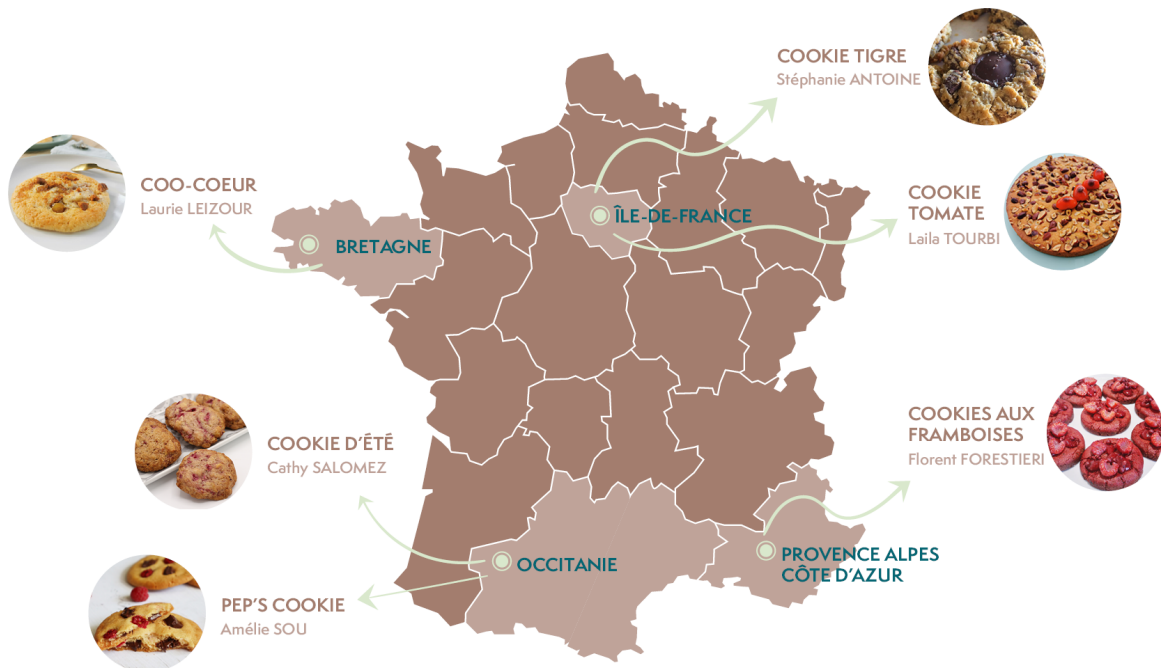 COOKIE TIGRE
Stéphanie ANTOINE
COO-COEUR
Laurie LEIZOUR
COOKIE
TOMATE
Laila TOURBI
ÎLE-DE-FRANCE
BRETAGNE
COOKIES AUX
FRAMBOISES
Florent FORESTIERI
COOKIE D'ÉTÉ
Cathy SALOMEZ
OCCITANIE
PROVENCE ALPES
CÔTE D'AZUR
PEP'S COOKIE
Amélie SOU